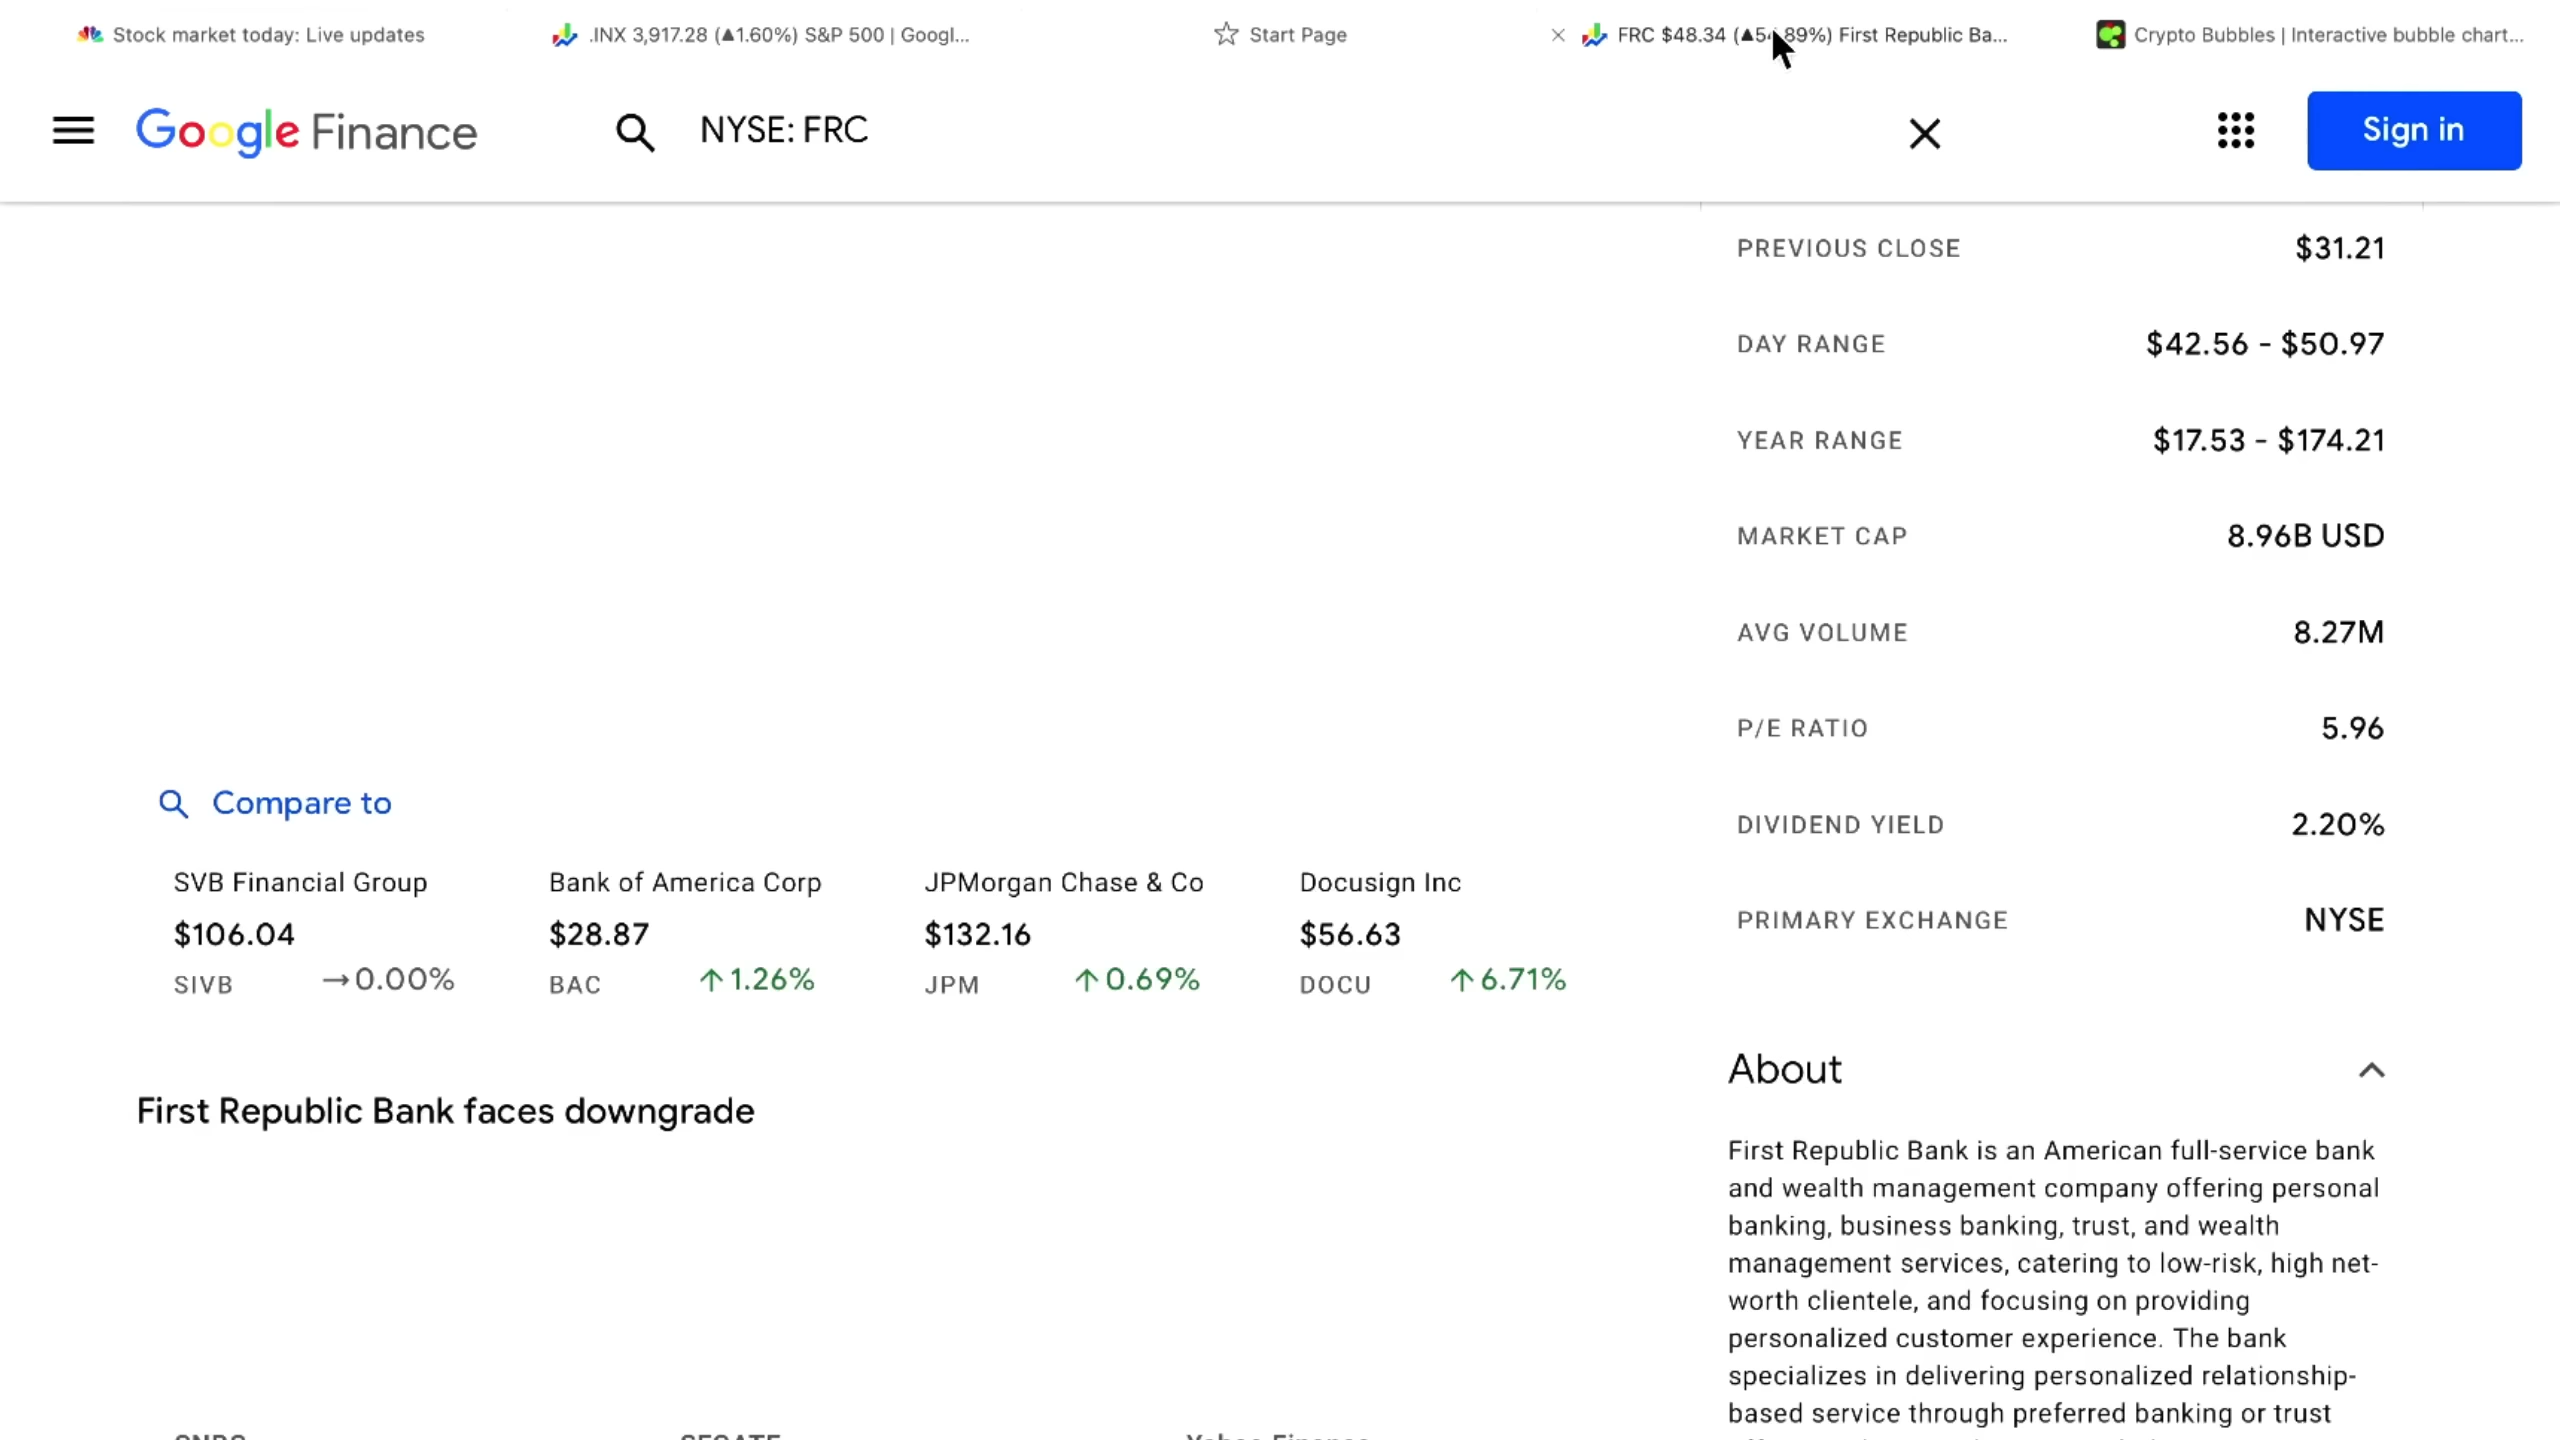 Stock market today: Live updates
.INX 3,917.28 (▲1.60%) S&P 500 | Googl...
Start Page
FRC $48.34 (▲54.89%) First Republic Ba...
Crypto Bubbles | Interactive bubble chart...
Google Finance
NYSE: FRC
Sign in
PREVIOUS CLOSE $31.21
DAY RANGE $42.56 - $50.97
YEAR RANGE $17.53 - $174.21
MARKET CAP 8.96B USD
AVG VOLUME 8.27M
P/E RATIO 5.96
DIVIDEND YIELD 2.20%
PRIMARY EXCHANGE NYSE
Compare to
SVB Financial Group
$106.04
SIVB →0.00%
Bank of America Corp
$28.87
BAC ↑1.26%
JPMorgan Chase & Co
$132.16
JPM ↑0.69%
Docusign Inc
$56.63
DOCU ↑6.71%
First Republic Bank faces downgrade
About
First Republic Bank is an American full-service bank
and wealth management company offering personal
banking, business banking, trust, and wealth
management services, catering to low-risk, high net-
worth clientele, and focusing on providing
personalized customer experience. The bank
specializes in delivering personalized relationship-
based service through preferred banking or trust
CNBC
Yahoo Finance